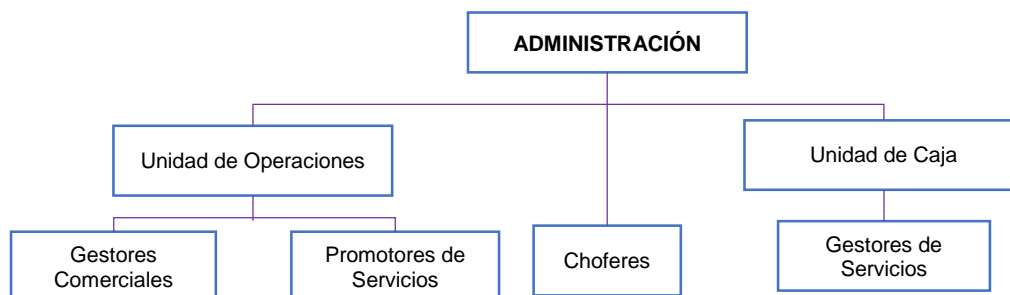 ADMINISTRACIÓN
Unidad de Operaciones
Unidad de Caja
Gestores
Comerciales
Promotores de
Servicios
Choferes
Gestores de
Servicios